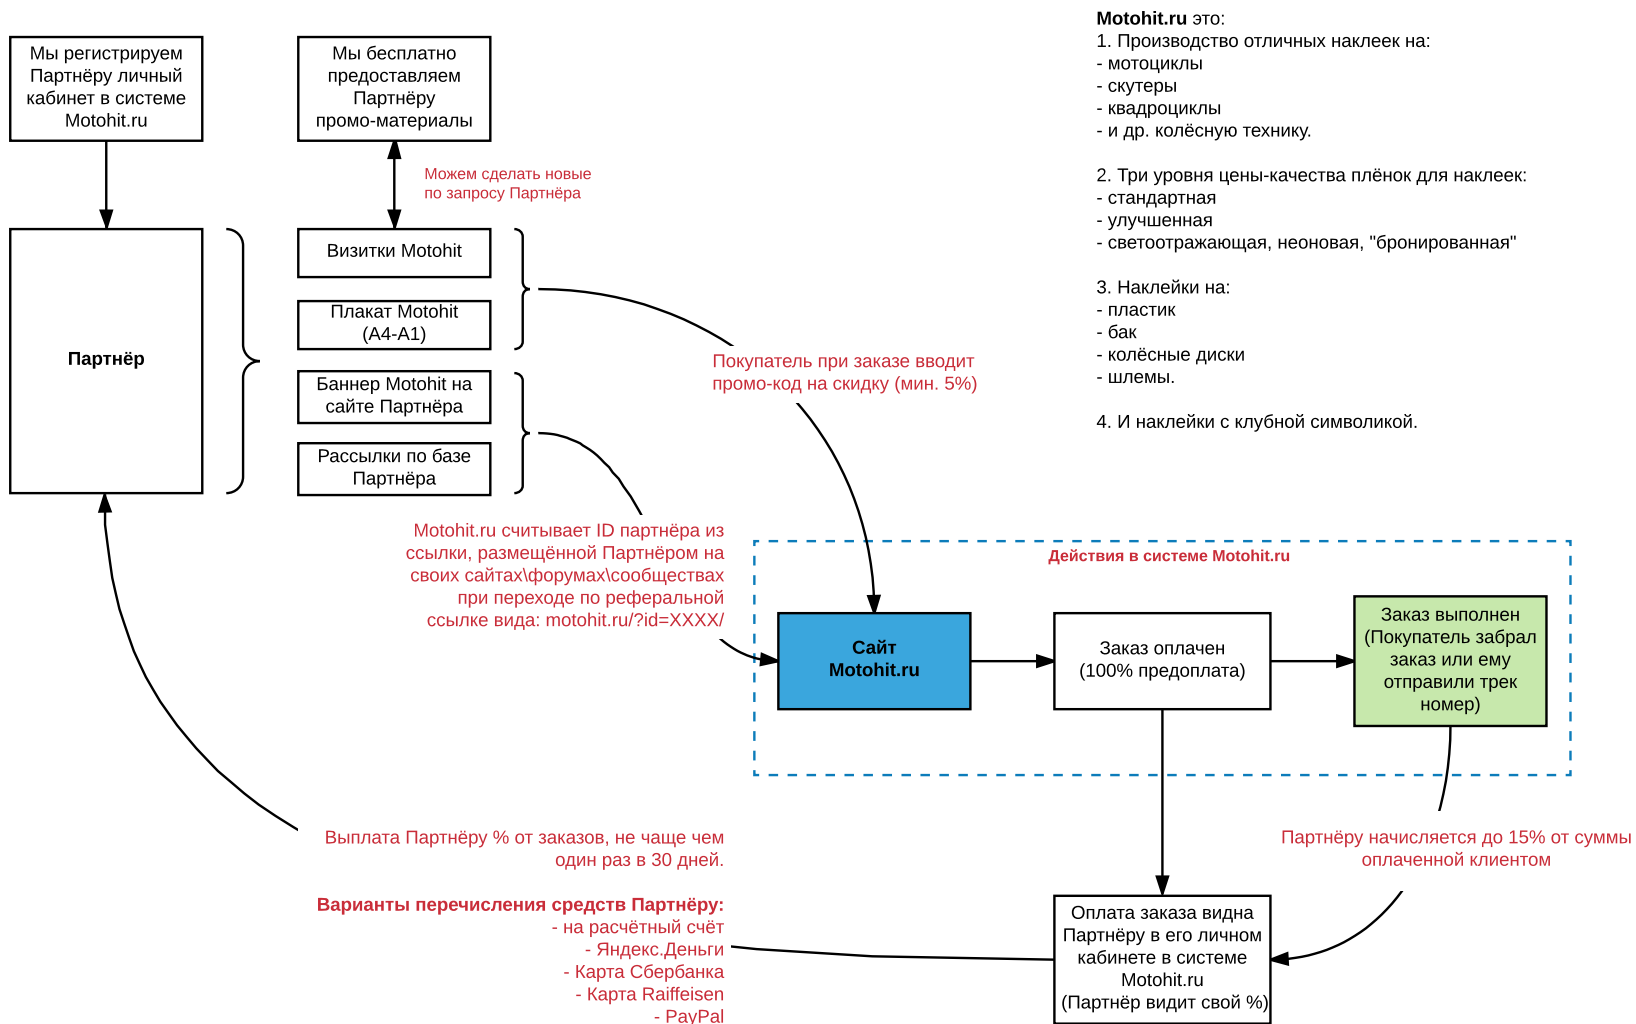 Мы регистрируем
Партнёру личный
кабинет в системе
Motohit.ru
Мы бесплатно
предоставляем
Партнёру
промо-материалы
Можем сделать новые
по запросу Партнёра
Партнёр
Визитки Motohit
Плакат Motohit
(А4-А1)
Баннер Motohit на
сайте Партнёра
Рассылки по базе
Партнёра
Покупатель при заказе вводит
промо-код на скидку (мин. 5%)
Motohit.ru это:
1. Производство отличных наклеек на:
- мотоциклы
- скутеры
- квадроциклы
- и др. колёсную технику.
2. Три уровня цены-качества плёнок для наклеек:
- стандартная
- улучшенная
- светоотражающая, неоновая, "бронированная"
3. Наклейки на:
- пластик
- бак
- колёсные диски
- шлемы.
4. И наклейки с клубной символикой.
Motohit.ru считывает ID партнёра из
ссылки, размещённой Партнёром на
своих сайтах\форумах\сообществах
при переходе по реферальной
ссылке вида: motohit.ru/?id=XXXX/
Действия в системе Motohit.ru
Сайт
Motohit.ru
Заказ оплачен
(100% предоплата)
Заказ выполнен
(Покупатель забрал
заказ или ему
отправили трек
номер)
Выплата Партнёру % от заказов, не чаще чем
один раз в 30 дней.
Варианты перечисления средств Партнёру:
- на расчётный счёт
- Яндекс.Деньги
- Карта Сбербанка
- Карта Raiffeisen
- PayPal
Партнёру начисляется до 15% от суммы
оплаченной клиентом
Оплата заказа видна
Партнёру в его личном
кабинете в системе
Motohit.ru
(Партнёр видит свой %)